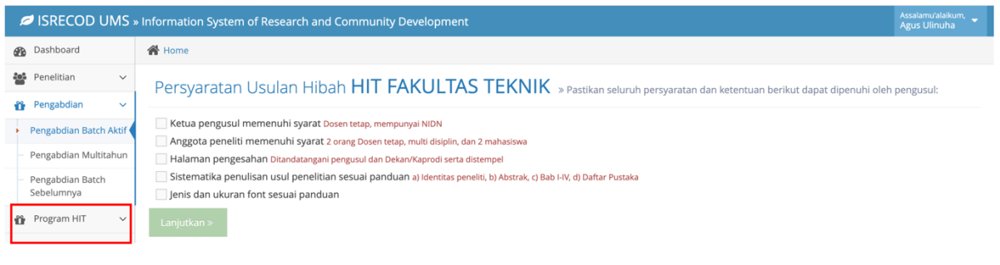 ISRECOD UMS » Information System of Research and Community Development
Assalamu'alaikum,
Agus Ulinuha
Dashboard
Penelitian
Pengabdian
Pengabdian Batch Aktif
Pengabdian Multitahun
Pengabdian Batch
Sebelumnya
Program HIT
Home
Persyaratan Usulan Hibah HIT FAKULTAS TEKNIK » Pastikan seluruh persyaratan dan ketentuan berikut dapat dipenuhi oleh pengusul:
Ketua pengusul memenuhi syarat Dosen tetap, mempunyai NIDN
Anggota peneliti memenuhi syarat 2 orang Dosen tetap, multi disiplin, dan 2 mahasiswa
Halaman pengesahan Ditandatangani pengusul dan Dekan/Kaprodi serta distempel
Sistematika penulisan usul penelitian sesuai panduan a) Identitas peneliti, b) Abstrak, c) Bab I-IV, d) Daftar Pustaka
Jenis dan ukuran font sesuai panduan
Lanjutkan »